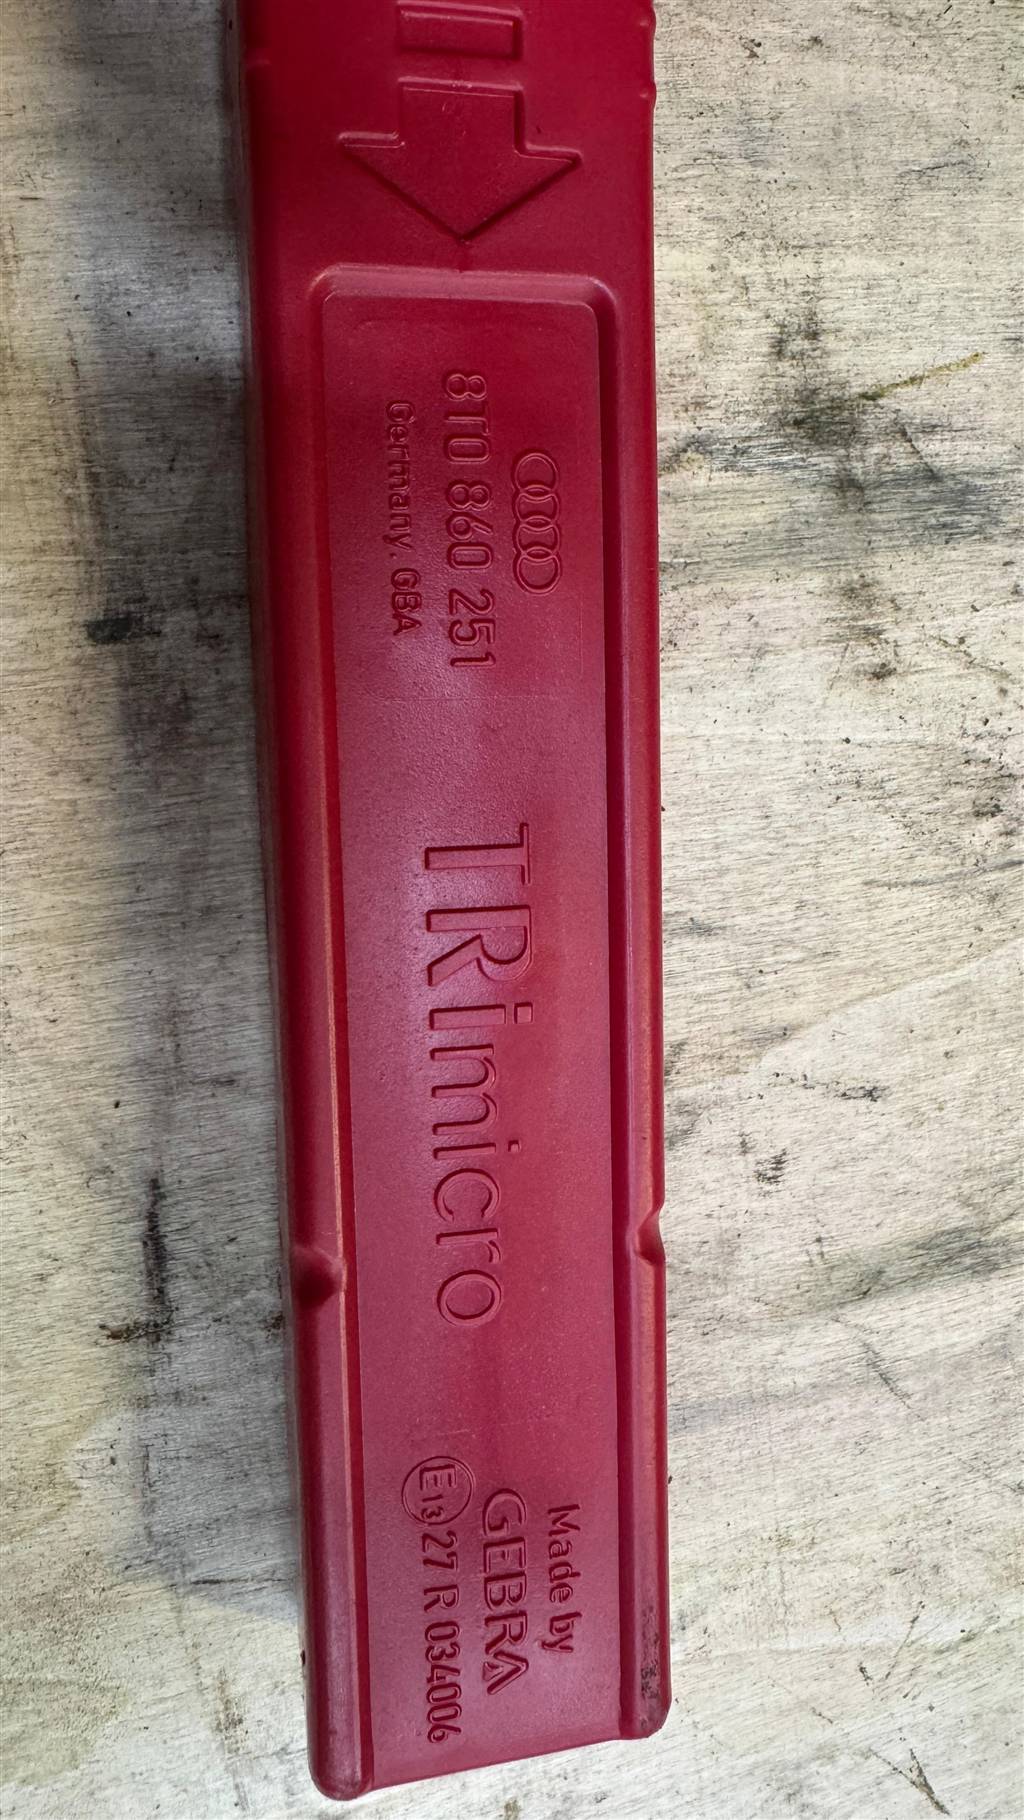 8T0 860 251
Germany. GBA
TRimicro
Made by
GEBRA
E13 27 R 034006